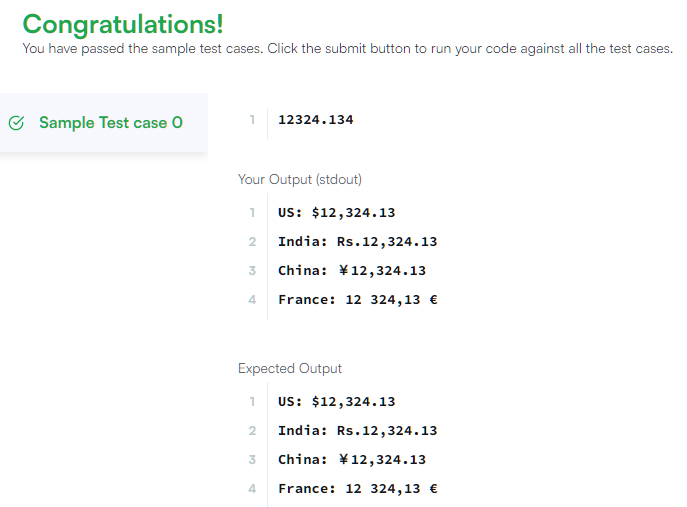 Congratulations!
You have passed the sample test cases. Click the submit button to run your code against all the test cases.
Sample Test case 0
1 12324.134
Your Output (stdout)
1 US: $12,324.13
2 India: Rs.12,324.13
3 China: ¥12,324.13
4 France: 12 324,13 €
Expected Output
1 US: $12,324.13
2 India: Rs.12,324.13
3 China: ¥12,324.13
4 France: 12 324,13 €